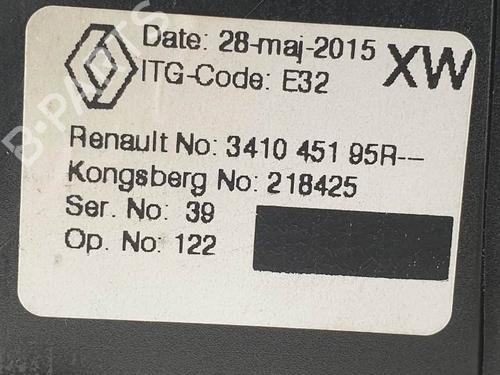 Date: 28-maj-2015 XW
ITG-Code: E32
Renault No: 3410 451 95R---
Kongsberg No: 218425
Ser. No: 39
Op. No: 122
B-PARTS